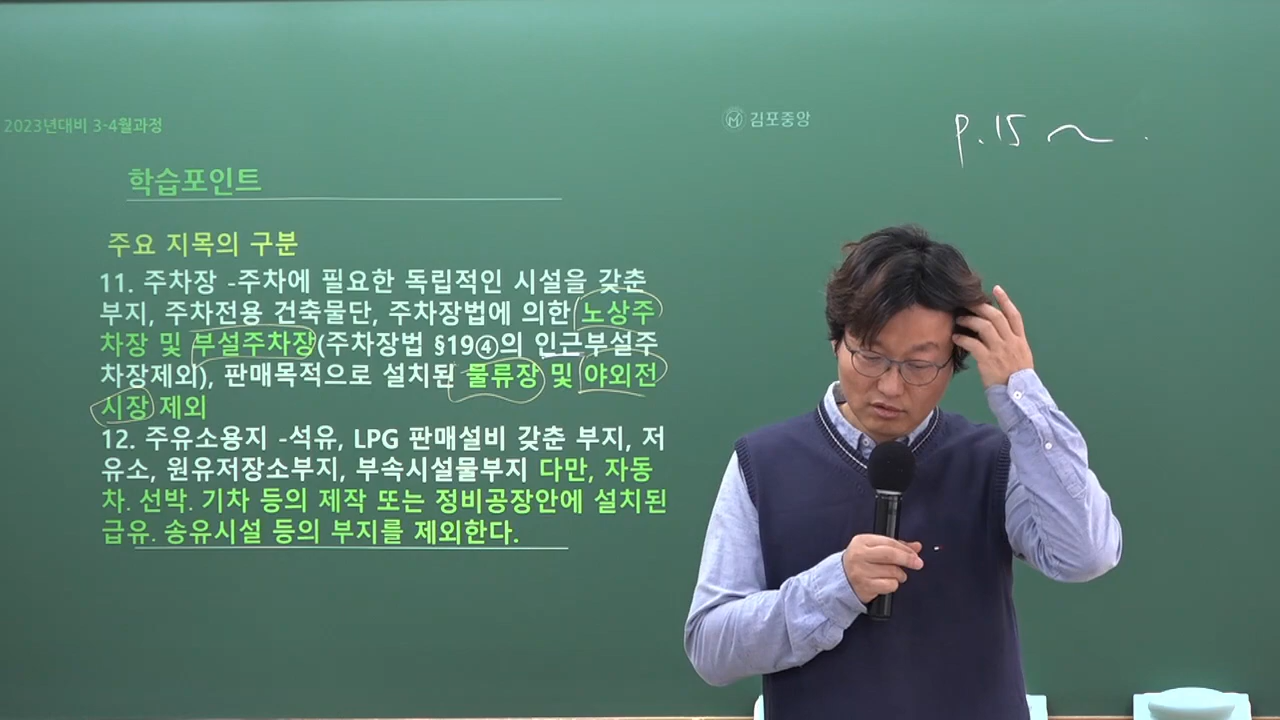 2023년대비 3-4월과정
김포중앙
p.15 ~
학습포인트
주요 지목의 구분
11. 주차장 -주차에 필요한 독립적인 시설을 갖춘
부지, 주차전용 건축물단, 주차장법에 의한 노상주
차장 및 부설주차장(주차장법 §19④의 인근부설주
차장제외), 판매목적으로 설치된 물류장 및 야외전
시장 제외
12. 주유소용지 -석유, LPG 판매설비 갖춘 부지, 저
유소, 원유저장소부지, 부속시설물부지 다만, 자동
차. 선박. 기차 등의 제작 또는 정비공장안에 설치된
급유. 송유시설 등의 부지를 제외한다.